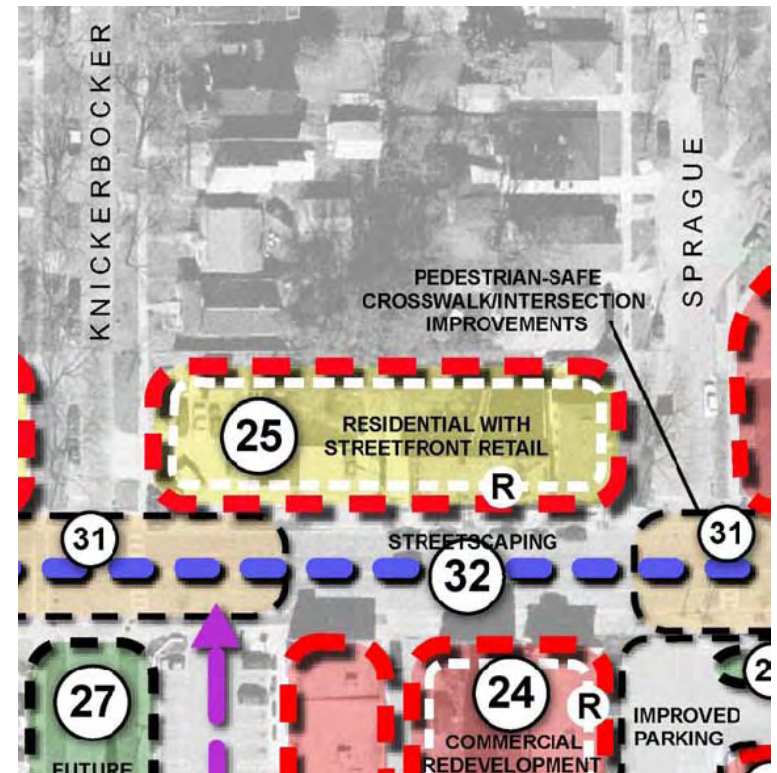 KNICKERBOCKER
SPRAGUE
PEDESTRIAN-SAFE
CROSSWALK/INTERSECTION
IMPROVEMENTS
25
RESIDENTIAL WITH
STREETFRONT RETAIL
R
31
STREETSCAPING
32
31
27
FUTURE
24
R
COMMERCIAL
REDEVELOPMENT
IMPROVED
PARKING